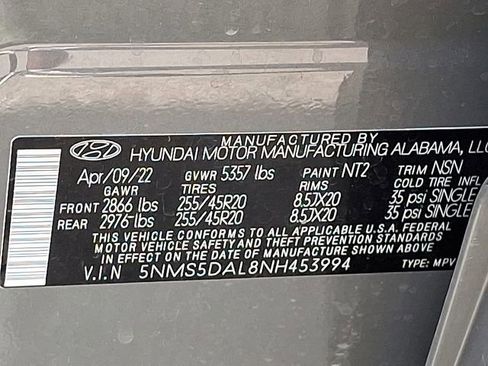 MANUFACTURED BY
HYUNDAI MOTOR MANUFACTURING ALABAMA, LLC
Apr/09/22 GVWR 5357 lbs PAINT NT2 TRIM NSN
GAWR TIRES RIMS COLD TIRE INFL
FRONT 2866 lbs 255/45R20 8.5JX20 35 psi SINGLE
REAR 2976 lbs 255/45R20 8.5JX20 35 psi SINGLE
THIS VEHICLE CONFORMS TO ALL APPLICABLE U.S.A. FEDERAL
MOTOR VEHICLE SAFETY AND BUMPER STANDARDS
IN EFFECT ON THE DATE OF MANUFACTURE SHOWN ABOVE.
V.I.N 5NMS5DAL8NH453994 TYPE: MPV